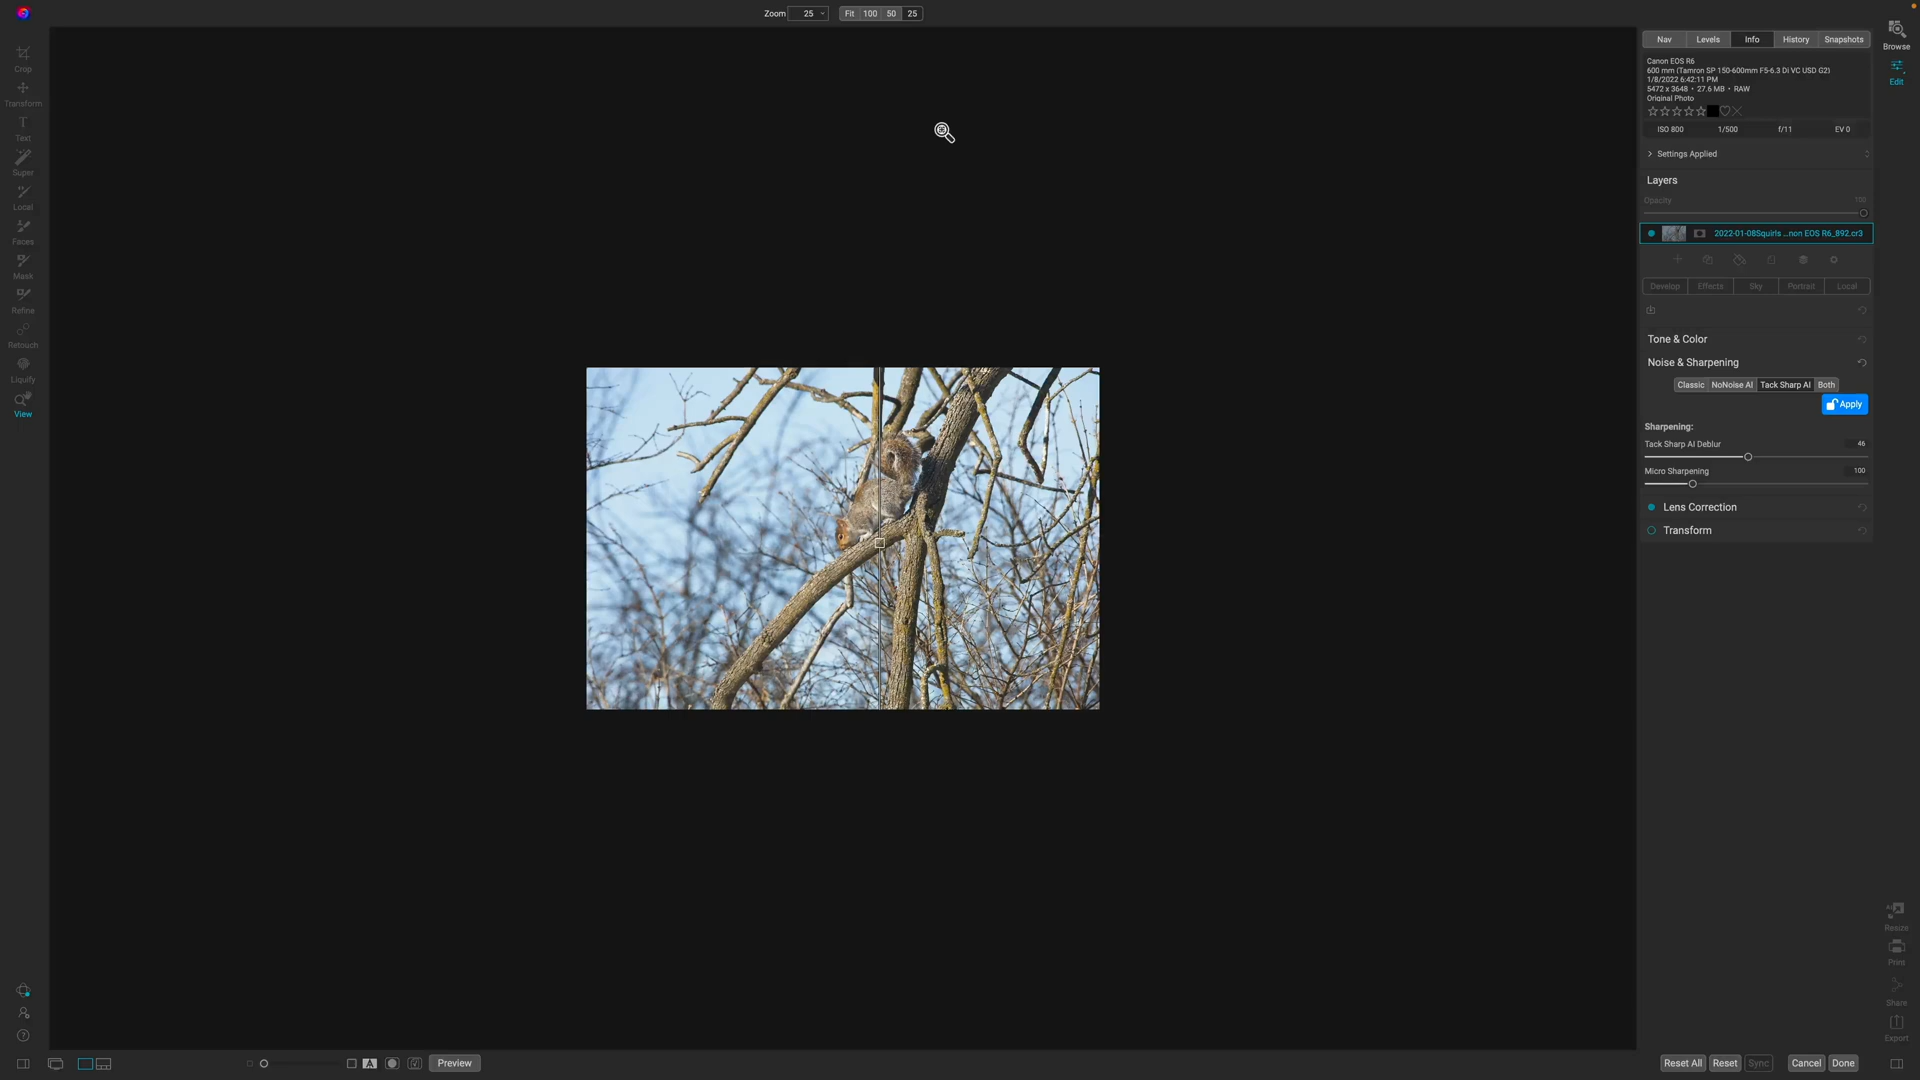 Zoom 25 Fit 100 50 25
Crop
Transform
Text
Super
Local
Faces
Mask
Refine
Retouch
Liquify
View
Nav Levels Info History Snapshots
Canon EOS R6
600 mm (Tamron SP 150-600mm F5-6.3 Di VC USD G2)
1/8/2022 6:42:11 PM
5472 x 3648 • 27.6 MB • RAW
Original Photo
ISO 800 1/500 f/11 EV 0
Settings Applied
Layers
Opacity 100
2022-01-08Squirls ...non EOS R6_892.cr3
Develop Effects Sky Portrait Local
Tone & Color
Noise & Sharpening
Classic NoNoise AI Tack Sharp AI Both
Apply
Sharpening:
Tack Sharp AI Deblur 46
Micro Sharpening 100
Lens Correction
Transform
Browse
Edit
Resize
Print
Share
Export
A Preview
Reset All Reset Sync Cancel Done